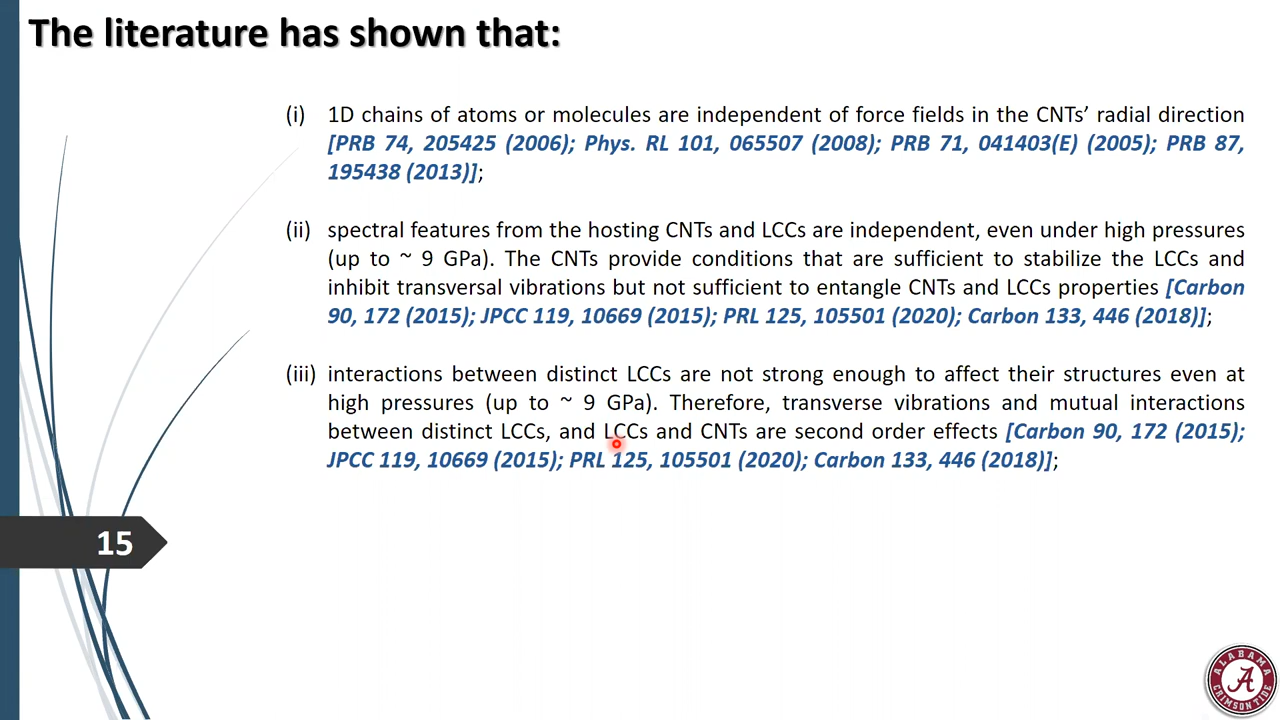 The literature has shown that:
(i) 1D chains of atoms or molecules are independent of force fields in the CNTs’ radial direction
[PRB 74, 205425 (2006); Phys. RL 101, 065507 (2008); PRB 71, 041403(E) (2005); PRB 87,
195438 (2013)];
(ii) spectral features from the hosting CNTs and LCCs are independent, even under high pressures
(up to ~ 9 GPa). The CNTs provide conditions that are sufficient to stabilize the LCCs and
inhibit transversal vibrations but not sufficient to entangle CNTs and LCCs properties [Carbon
90, 172 (2015); JPCC 119, 10669 (2015); PRL 125, 105501 (2020); Carbon 133, 446 (2018)];
(iii) interactions between distinct LCCs are not strong enough to affect their structures even at
high pressures (up to ~ 9 GPa). Therefore, transverse vibrations and mutual interactions
between distinct LCCs, and LCCs and CNTs are second order effects [Carbon 90, 172 (2015);
JPCC 119, 10669 (2015); PRL 125, 105501 (2020); Carbon 133, 446 (2018)];
15
ALABAMA
A
CRIMSON TIDE